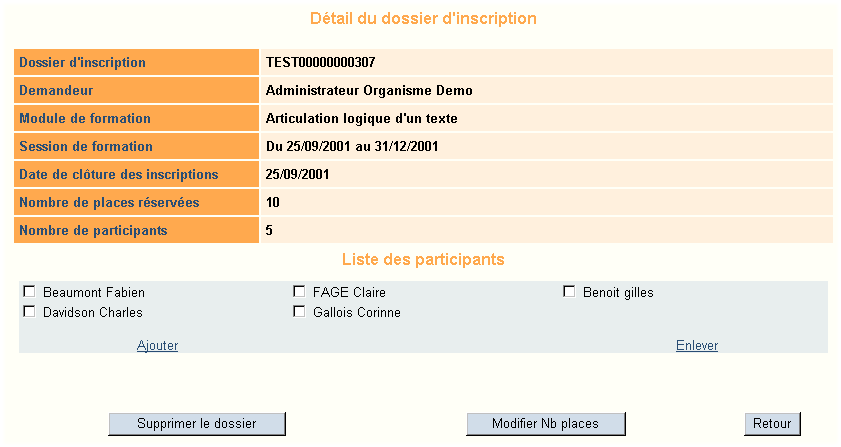 Détail du dossier d'inscription
Dossier d'inscription TEST00000000307
Demandeur Administrateur Organisme Demo
Module de formation Articulation logique d'un texte
Session de formation Du 25/09/2001 au 31/12/2001
Date de clôture des inscriptions 25/09/2001
Nombre de places réservées 10
Nombre de participants 5
Liste des participants
Beaumont Fabien FAGE Claire Benoit gilles
Davidson Charles Gallois Corinne
Ajouter Enlever
Supprimer le dossier Modifier Nb places Retour